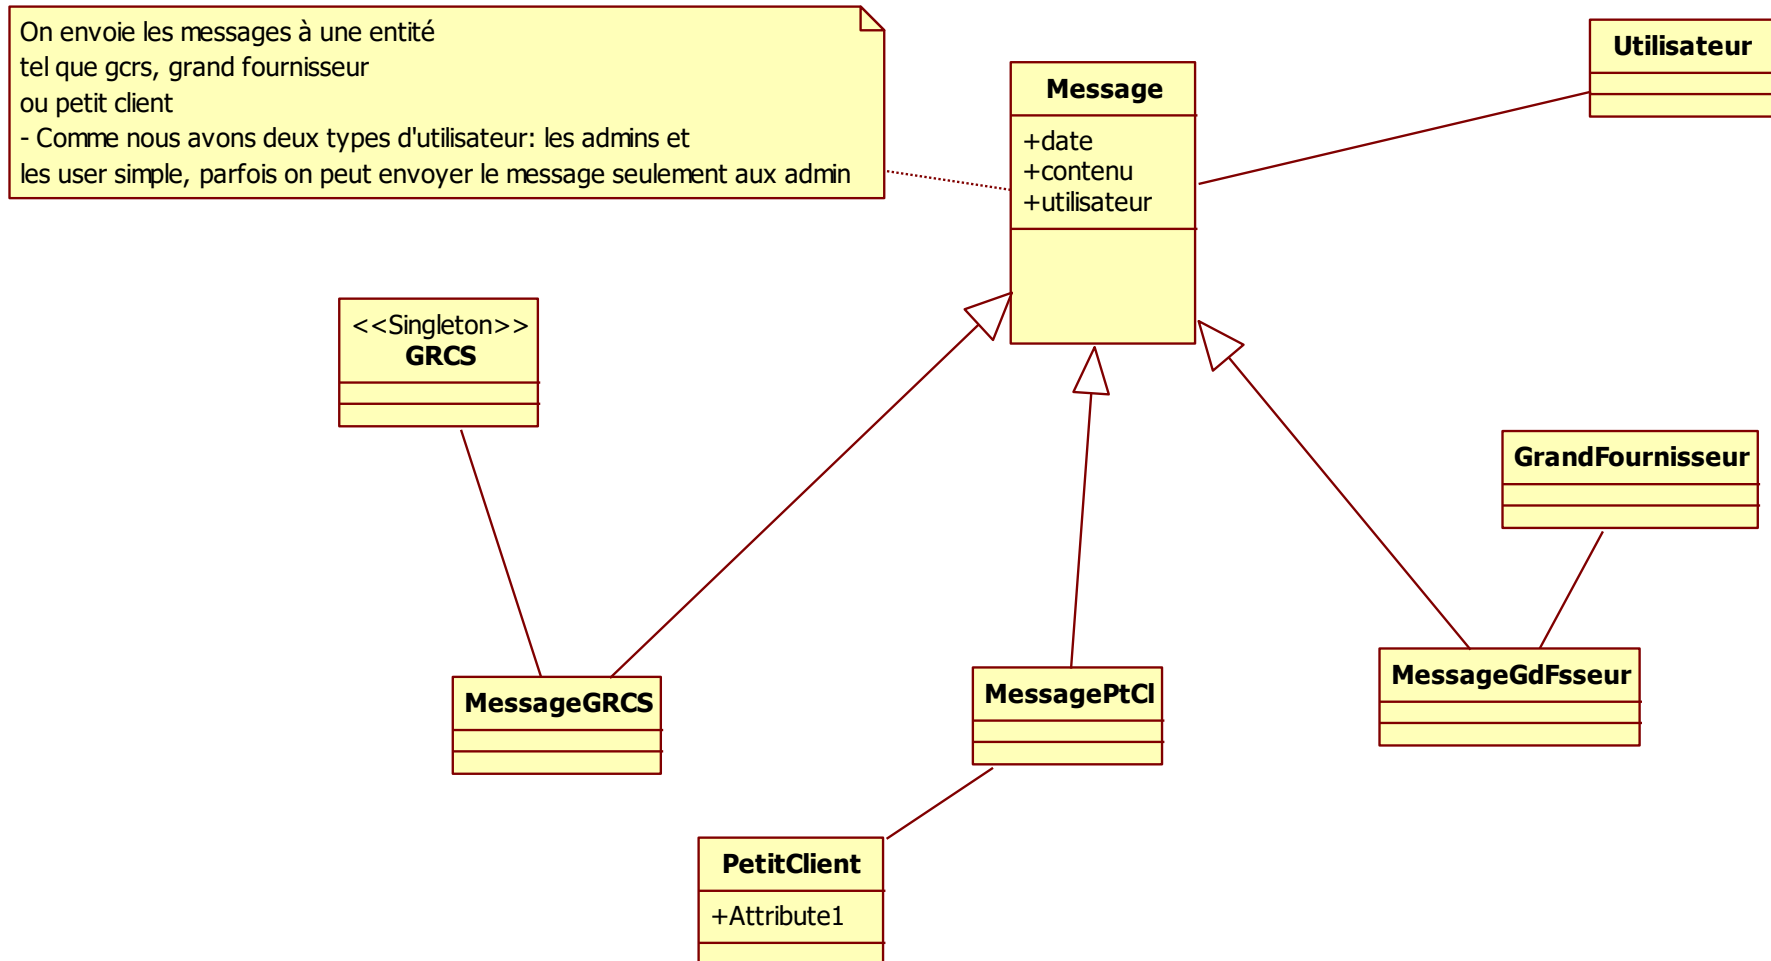 On envoie les messages à une entité
tel que gcrs, grand fournisseur
ou petit client
- Comme nous avons deux types d'utilisateur: les admins et
les user simple, parfois on peut envoyer le message seulement aux admin
Utilisateur
Message
+date
+contenu
+utilisateur
<<Singleton>>
GRCS
GrandFournisseur
MessageGRCS
MessagePtCl
MessageGdFsseur
PetitClient
+Attribute1